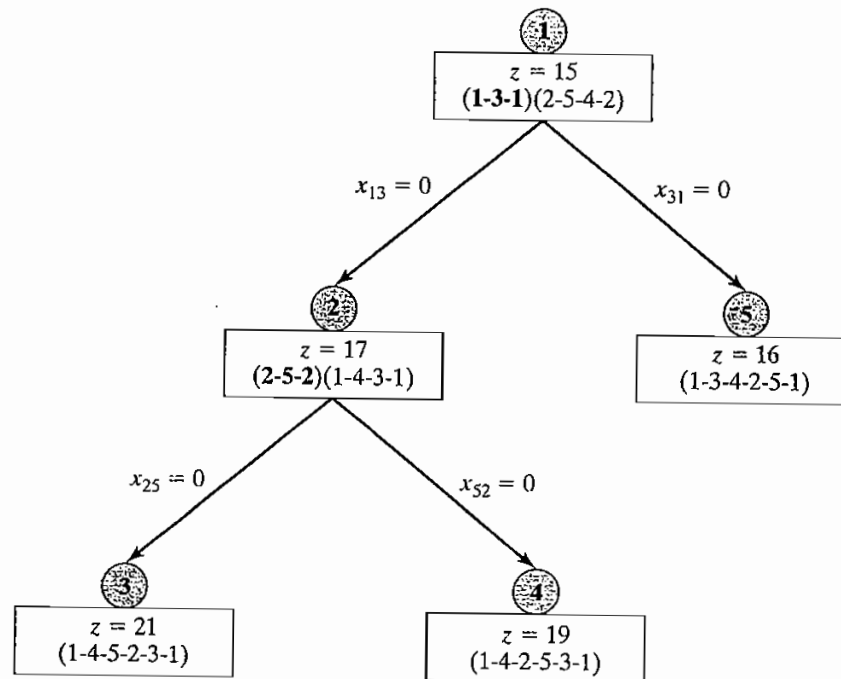 1
z = 15
(1-3-1)(2-5-4-2)
x13 = 0
x31 = 0
2
z = 17
(2-5-2)(1-4-3-1)
5
z = 16
(1-3-4-2-5-1)
x25 = 0
x52 = 0
3
z = 21
(1-4-5-2-3-1)
4
z = 19
(1-4-2-5-3-1)